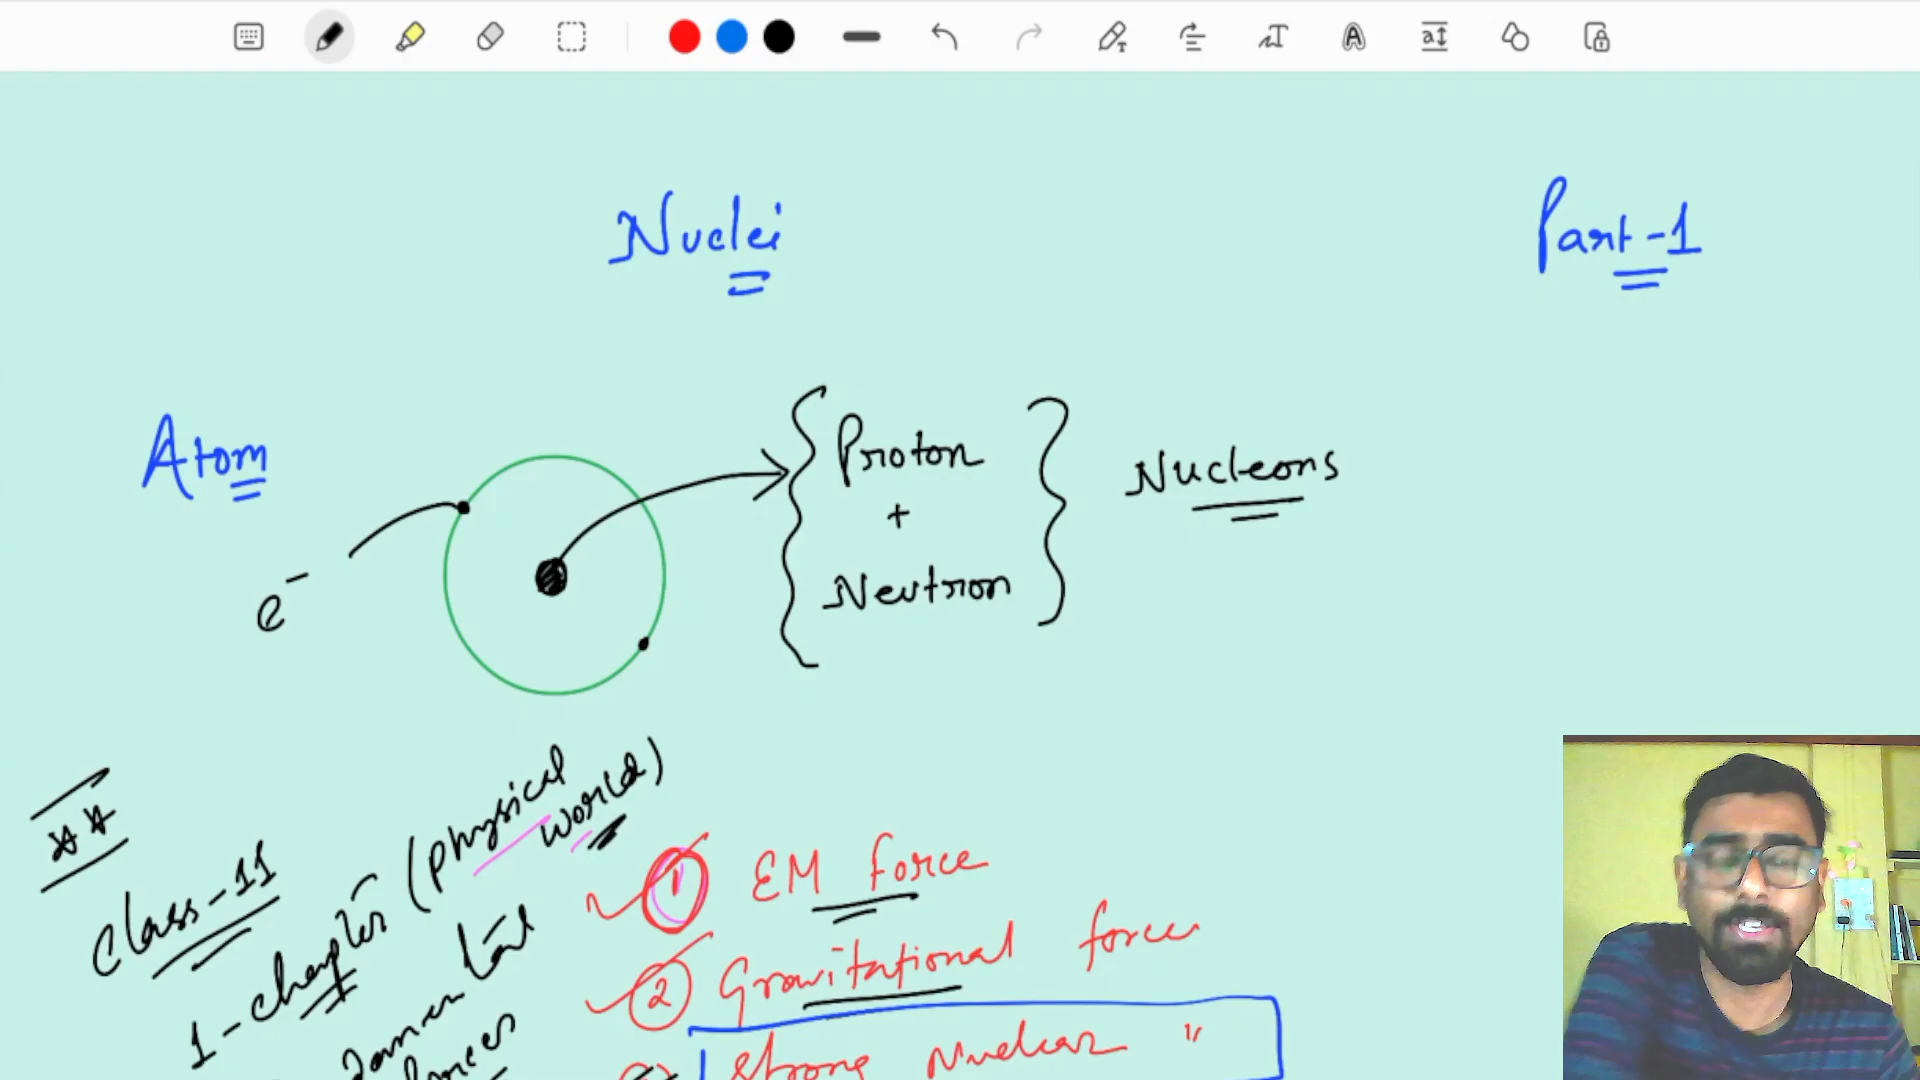 Nuclei
Part-1
Atom
e⁻
Proton
+
Neutron
Nucleons
Class-11
1-chapter (physical
world)
① EM force
② Gravitational force
Strong Nuclear "